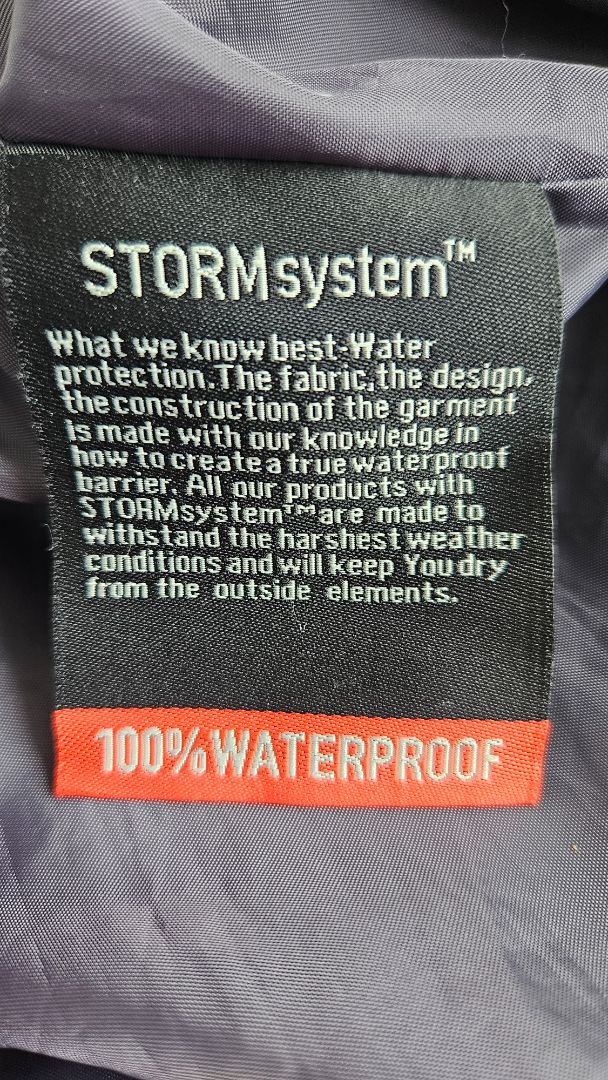 STORMsystem™
What we know best-Water
protection.The fabric,the design,
the construction of the garment
is made with our knowledge in
how to create a true waterproof
barrier. All our products with
STORMsystem™ are made to
withstand the harshest weather
conditions and will keep You dry
from the outside elements.
100% WATERPROOF